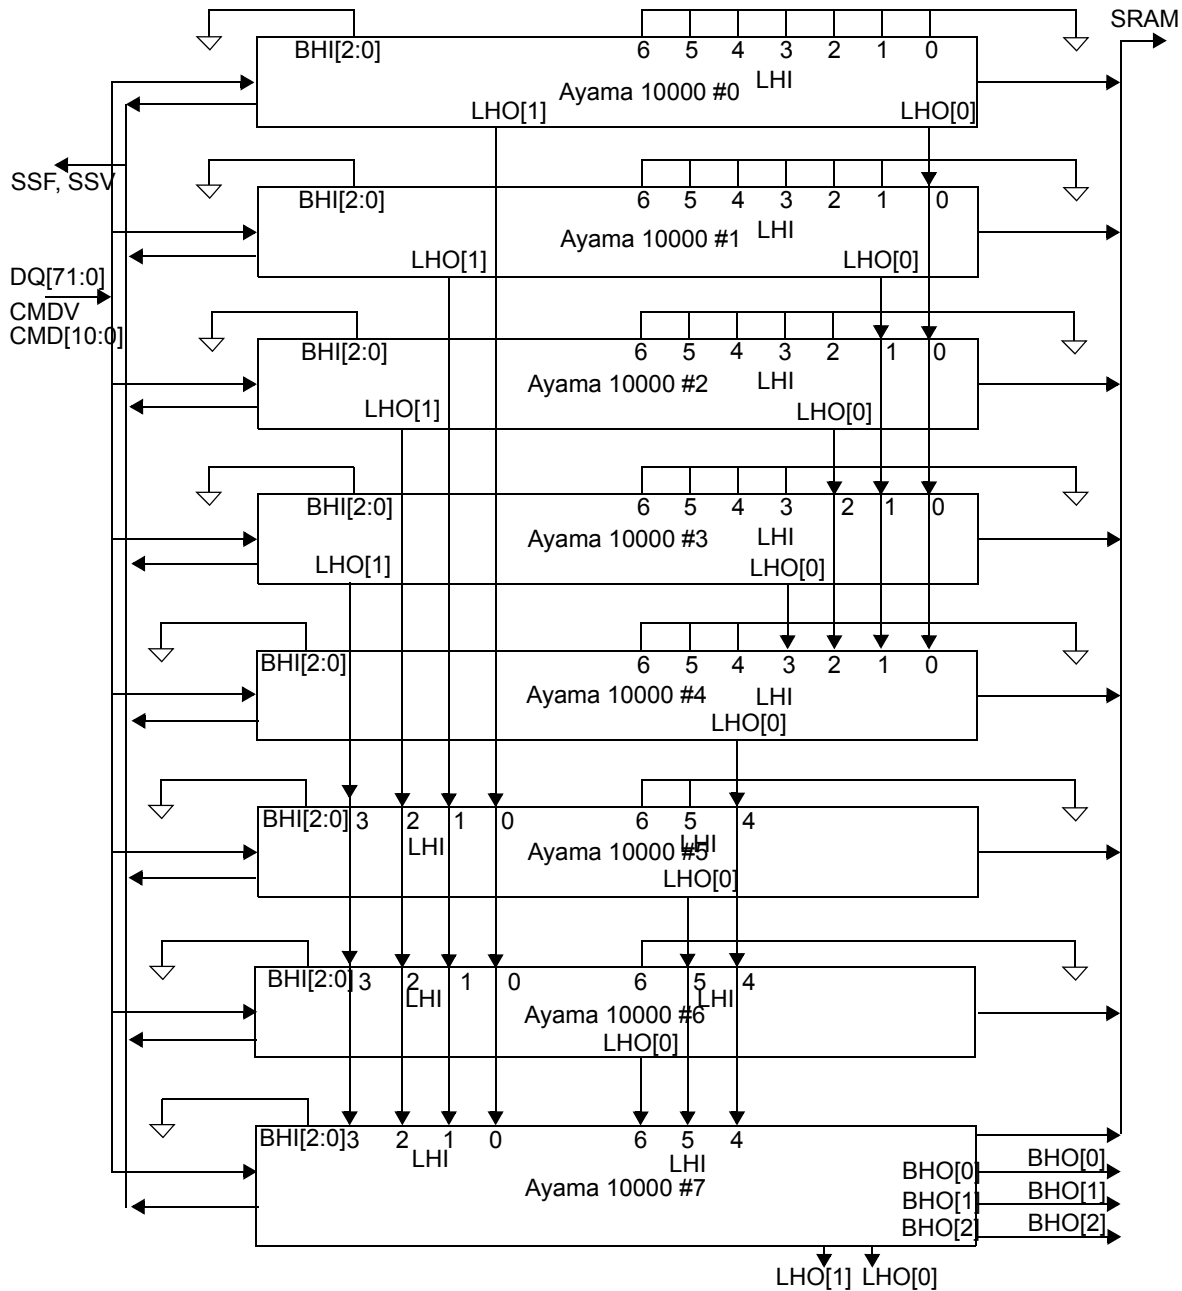 SRAM
BHI[2:0] 6 5 4 3 2 1 0
LHI
Ayama 10000 #0
LHO[1] LHO[0]
SSF, SSV
BHI[2:0] 6 5 4 3 2 1 0
LHI
Ayama 10000 #1
LHO[1] LHO[0]
DQ[71:0]
CMDV
CMD[10:0]
BHI[2:0] 6 5 4 3 2 1 0
LHI
Ayama 10000 #2
LHO[1] LHO[0]
BHI[2:0] 6 5 4 3 2 1 0
LHI
Ayama 10000 #3
LHO[1] LHO[0]
BHI[2:0] 6 5 4 3 2 1 0
LHI
Ayama 10000 #4
LHO[0]
BHI[2:0] 3 2 1 0 6 5 4
LHI LHI
Ayama 10000 #5
LHO[0]
BHI[2:0] 3 2 1 0 6 5 4
LHI LHI
Ayama 10000 #6
LHO[0]
BHI[2:0] 3 2 1 0 6 5 4
LHI LHI
Ayama 10000 #7
BHO[0] BHO[0]
BHO[1] BHO[1]
BHO[2] BHO[2]
LHO[1] LHO[0]